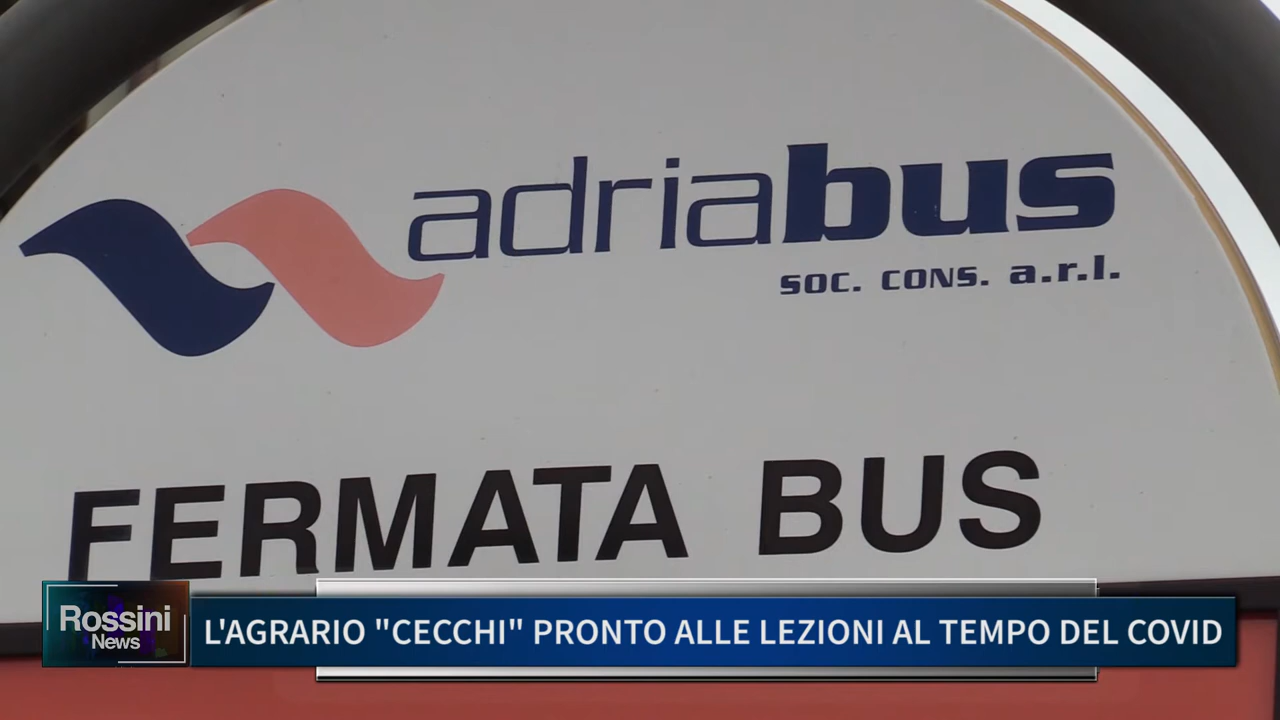 adriabus
soc. cons. a.r.l.
FERMATA BUS
Rossini
News
L'AGRARIO "CECCHI" PRONTO ALLE LEZIONI AL TEMPO DEL COVID